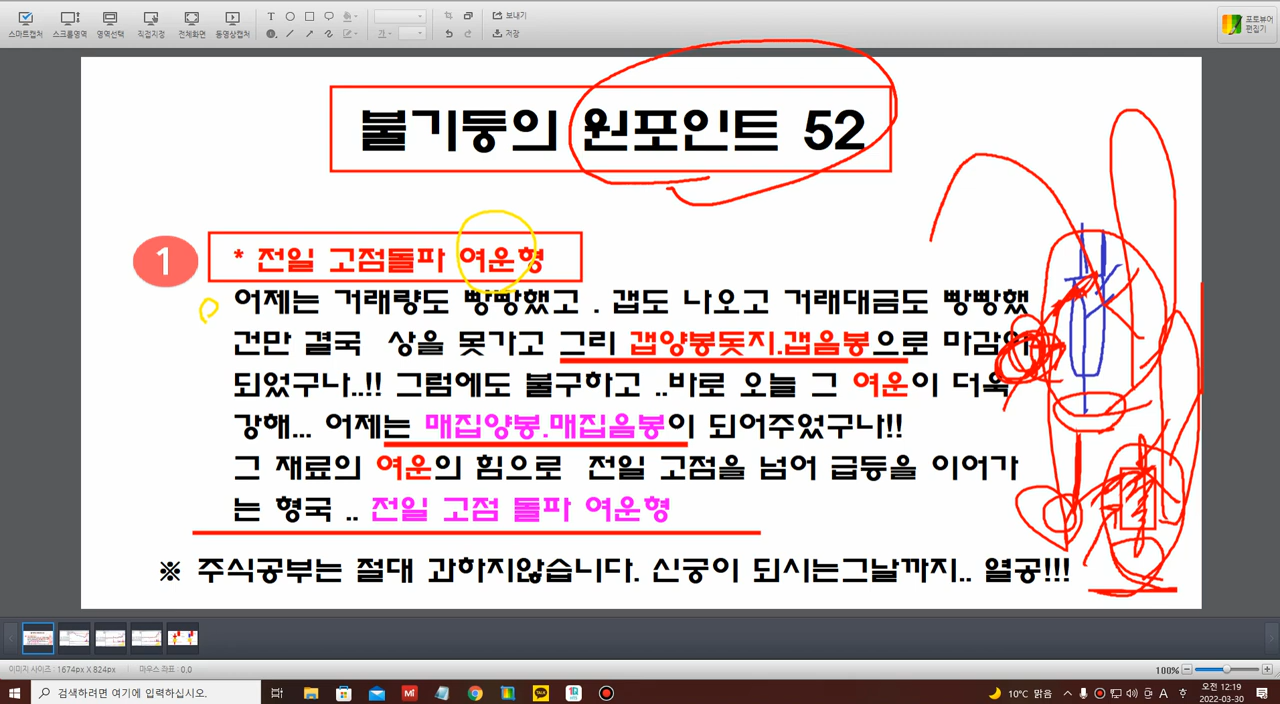 스마트캡처 스크롤영역 영역선택 직접지정 전체화면 동영상캡처
T
보내기
저장
포토뷰어
편집기
불기둥의 원포인트 52
1
* 전일 고점돌파 여운형
어제는 거래량도 빵빵했고 . 갭도 나오고 거래대금도 빵빵했
건만 결국 상을 못가고 그리 갭양봉돗지.갭음봉으로 마감이
되었구나..!! 그럼에도 불구하고 ..바로 오늘 그 여운이 더욱
강해... 어제는 매집양봉.매집음봉이 되어주었구나!!
그 재료의 여운의 힘으로 전일 고점을 넘어 급등을 이어가
는 형국 .. 전일 고점 돌파 여운형
※ 주식공부는 절대 과하지않습니다. 신궁이 되시는그날까지.. 열공!!!
이미지 사이즈 : 1674px X 824px 마우스 좌표 : 0.0
100%
검색하려면 여기에 입력하십시오.
10℃ 맑음
A
오전 12:19
2022-03-30